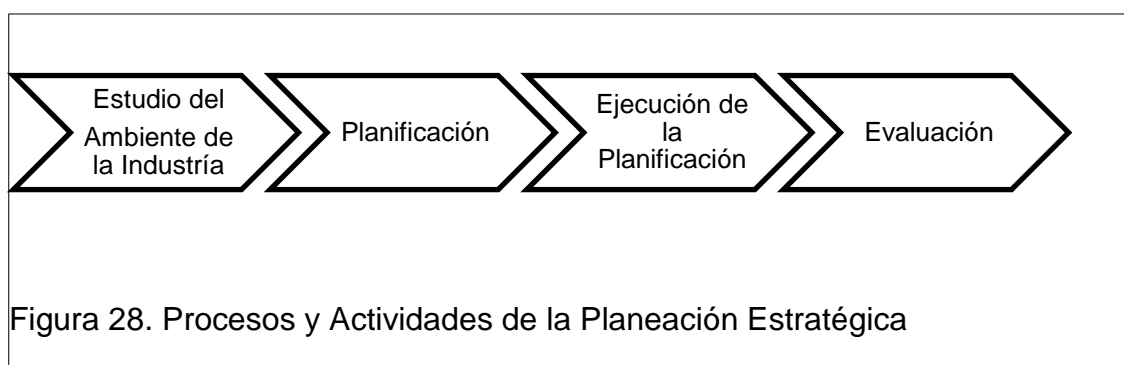 Estudio del
Ambiente de
la Industría
Planificación
Ejecución de
la
Planificación
Evaluación
Figura 28. Procesos y Actividades de la Planeación Estratégica